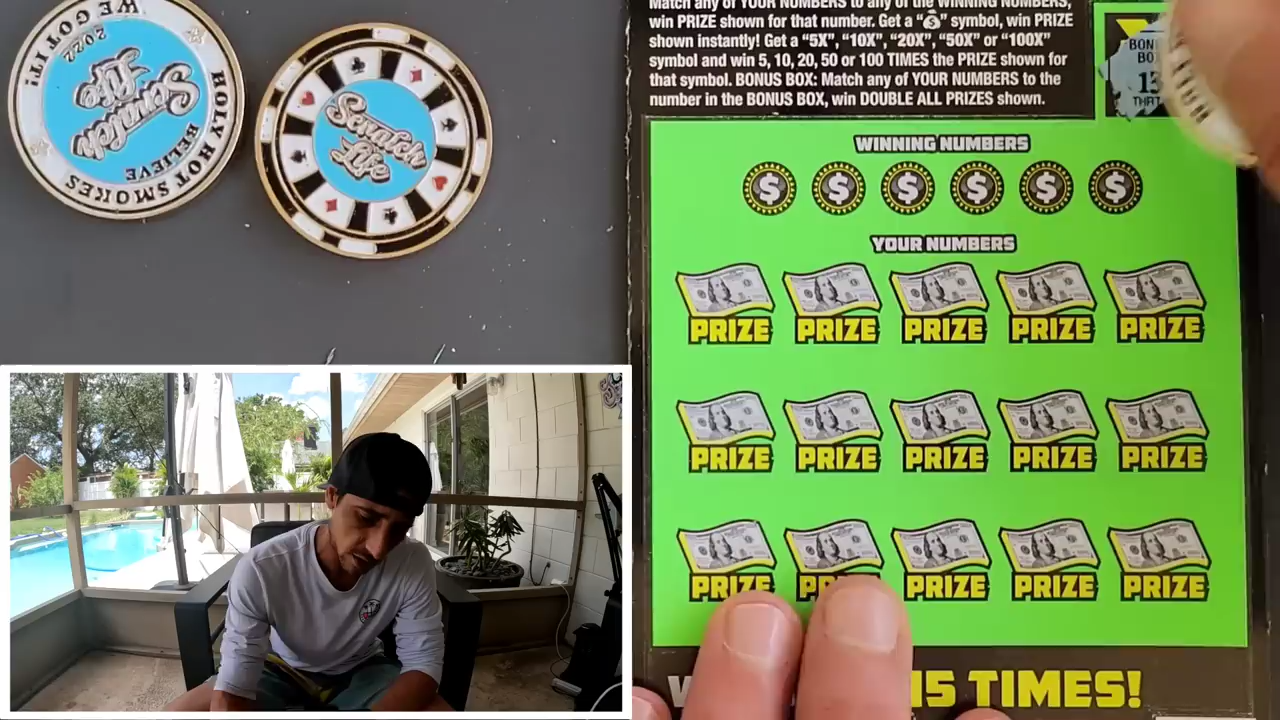 HOLY HOT SMOKES
BELIEVE
Scratch
Life
2022
WE GOT IT!
Scratch
Life
Match any of YOUR NUMBERS to any of the WINNING NUMBERS,
win PRIZE shown for that number. Get a " " symbol, win PRIZE
shown instantly! Get a "5X", "10X", "20X", "50X" or "100X"
symbol and win 5, 10, 20, 50 or 100 TIMES the PRIZE shown for
that symbol. BONUS BOX: Match any of YOUR NUMBERS to the
number in the BONUS BOX, win DOUBLE ALL PRIZES shown.
BONUS
BOX
13
WINNING NUMBERS
$ $ $ $ $ $
YOUR NUMBERS
PRIZE PRIZE PRIZE PRIZE PRIZE
PRIZE PRIZE PRIZE PRIZE PRIZE
PRIZE PRIZE PRIZE PRIZE PRIZE
15 TIMES!